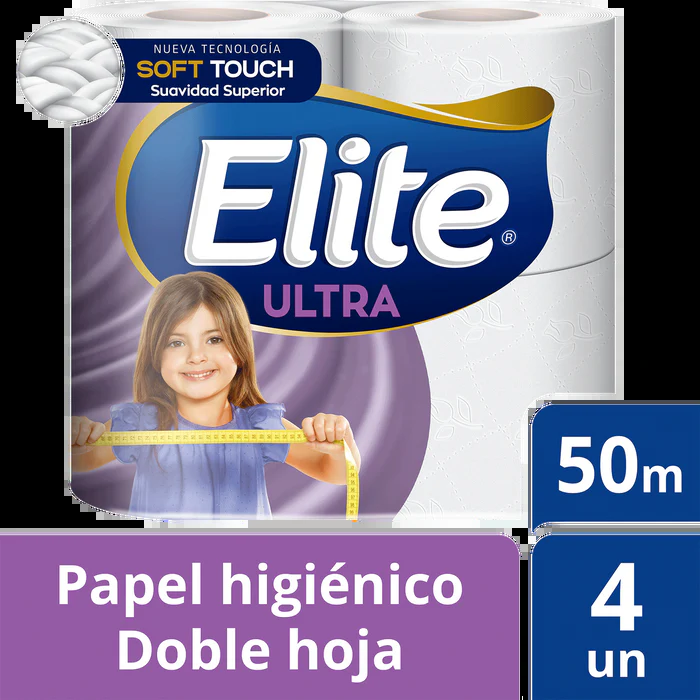 NUEVA TECNOLOGÍA
SOFT TOUCH
Suavidad Superior
Elite®
ULTRA
50m
Papel higiénico
Doble hoja
4
un